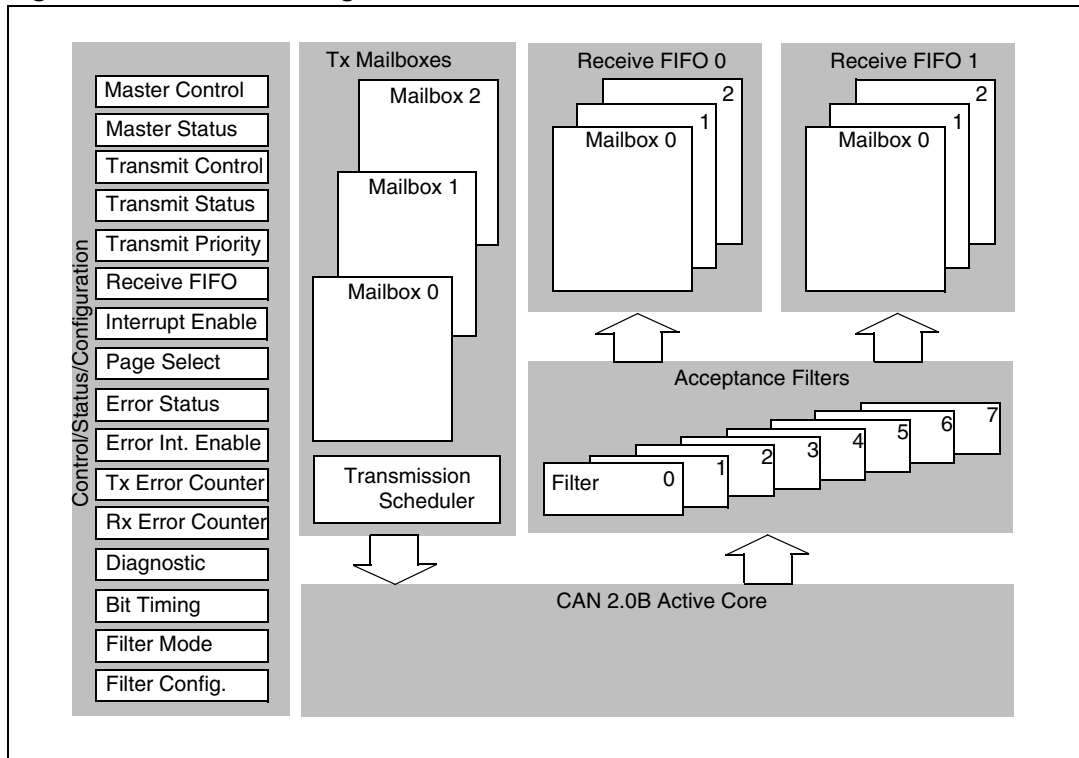 Control/Status/Configuration
Master Control
Master Status
Transmit Control
Transmit Status
Transmit Priority
Receive FIFO
Interrupt Enable
Page Select
Error Status
Error Int. Enable
Tx Error Counter
Rx Error Counter
Diagnostic
Bit Timing
Filter Mode
Filter Config.
Tx Mailboxes
Mailbox 2
Mailbox 1
Mailbox 0
Transmission
Scheduler
Receive FIFO 0
2
1
Mailbox 0
Receive FIFO 1
2
1
Mailbox 0
Acceptance Filters
Filter 0
1
2
3
4
5
6
7
CAN 2.0B Active Core